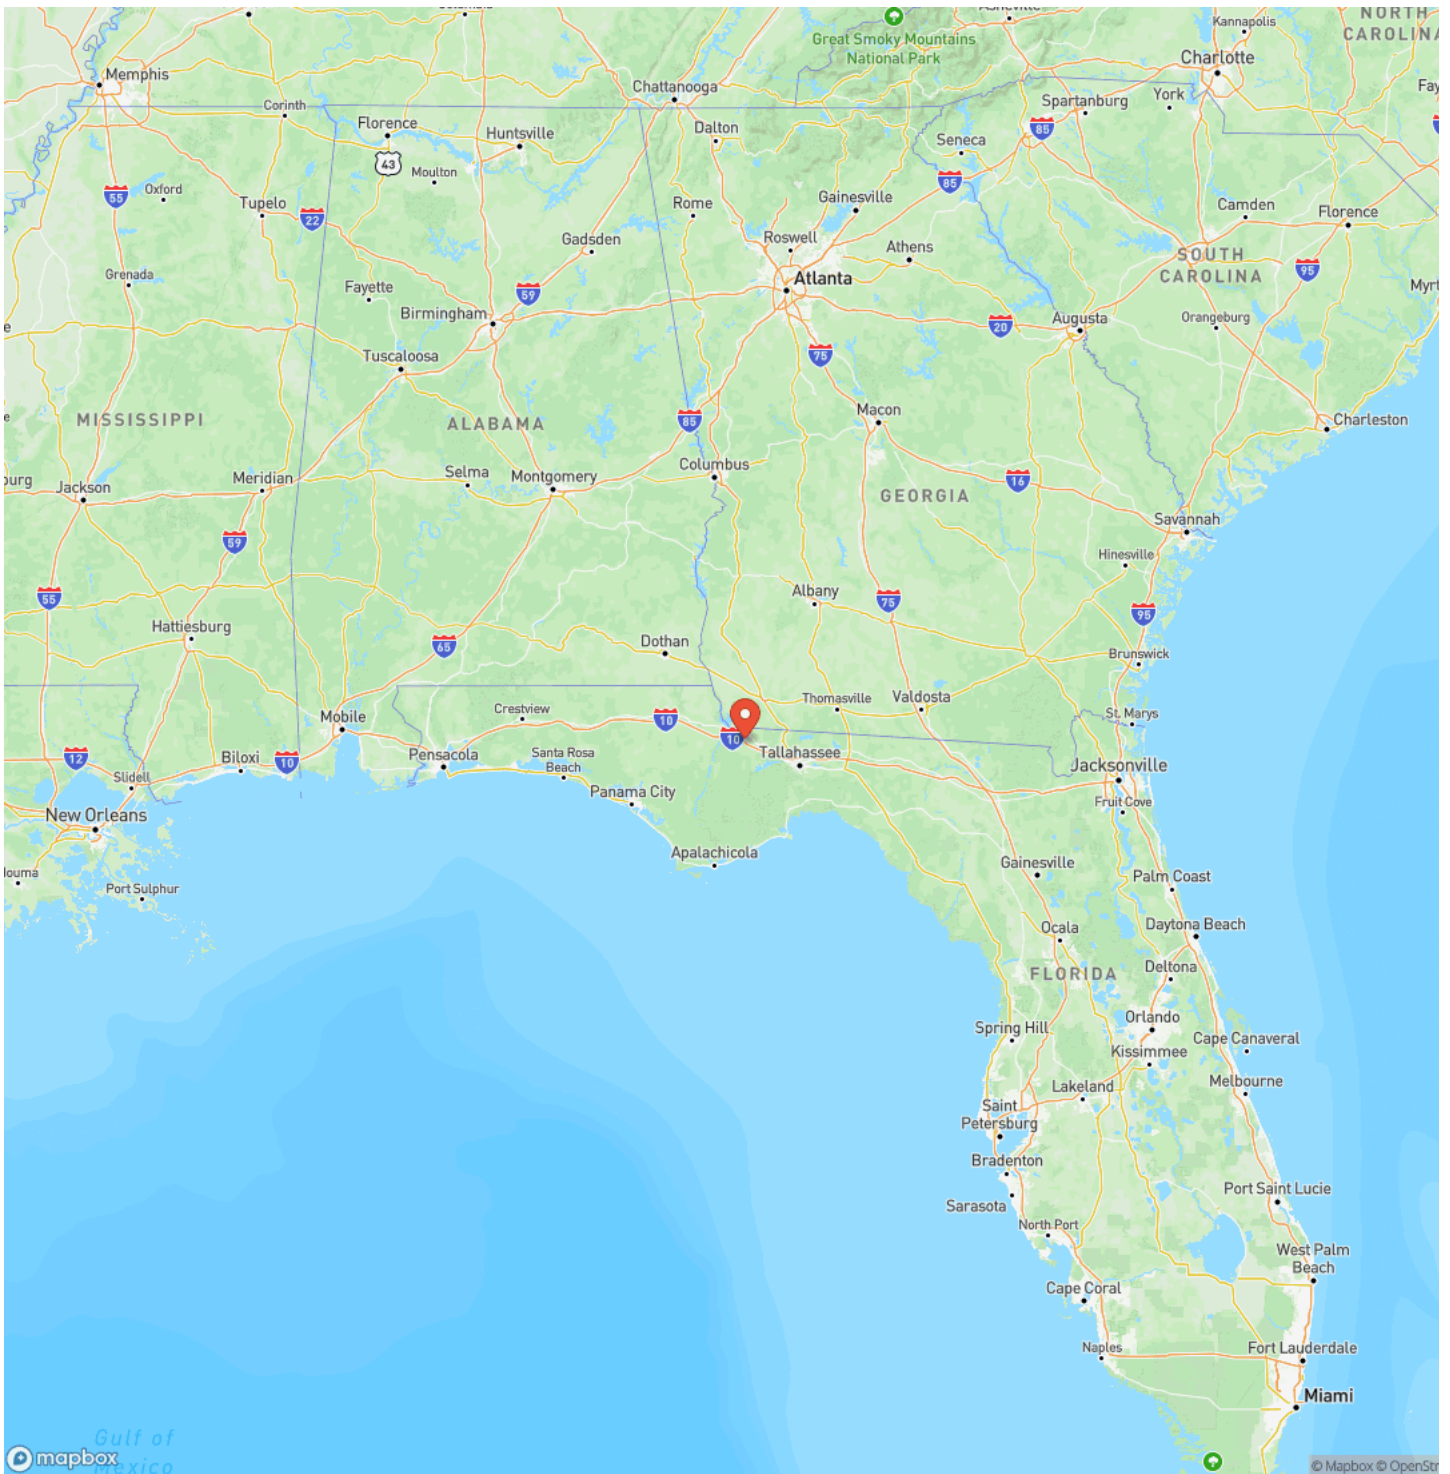 Asheville
NORTH
CAROLINA
Kannapolis
Great Smoky Mountains
National Park
Charlotte
Memphis
Chattanooga
Spartanburg
York
Corinth
Florence
Huntsville
Dalton
85
Seneca
43
Moulton
55
Oxford
Tupelo
22
Rome
Gainesville
85
Camden
Florence
Gadsden
Roswell
Athens
SOUTH
CAROLINA
95
Grenada
Fayette
59
Atlanta
Birmingham
20
Augusta
Orangeburg
Tuscaloosa
75
MISSISSIPPI
ALABAMA
85
Macon
Charleston
Jackson
Meridian
Selma
Montgomery
Columbus
16
GEORGIA
59
Savannah
Hinesville
55
Albany
75
95
Hattiesburg
65
Dothan
Brunswick
Mobile
Crestview
10
Thomasville
Valdosta
St. Marys
10
12
Slidell
Biloxi
10
Pensacola
Santa Rosa
Beach
Tallahassee
Jacksonville
New Orleans
Panama City
Fruit Cove
Apalachicola
Gainesville
Port Sulphur
Palm Coast
Ocala
Daytona Beach
FLORIDA
Deltona
Spring Hill
Orlando
Cape Canaveral
Kissimmee
Lakeland
Melbourne
Saint
Petersburg
Bradenton
Sarasota
Port Saint Lucie
North Port
West Palm
Beach
Cape Coral
Naples
Fort Lauderdale
Miami
Gulf of
Mexico
mapbox
© Mapbox © OpenStr